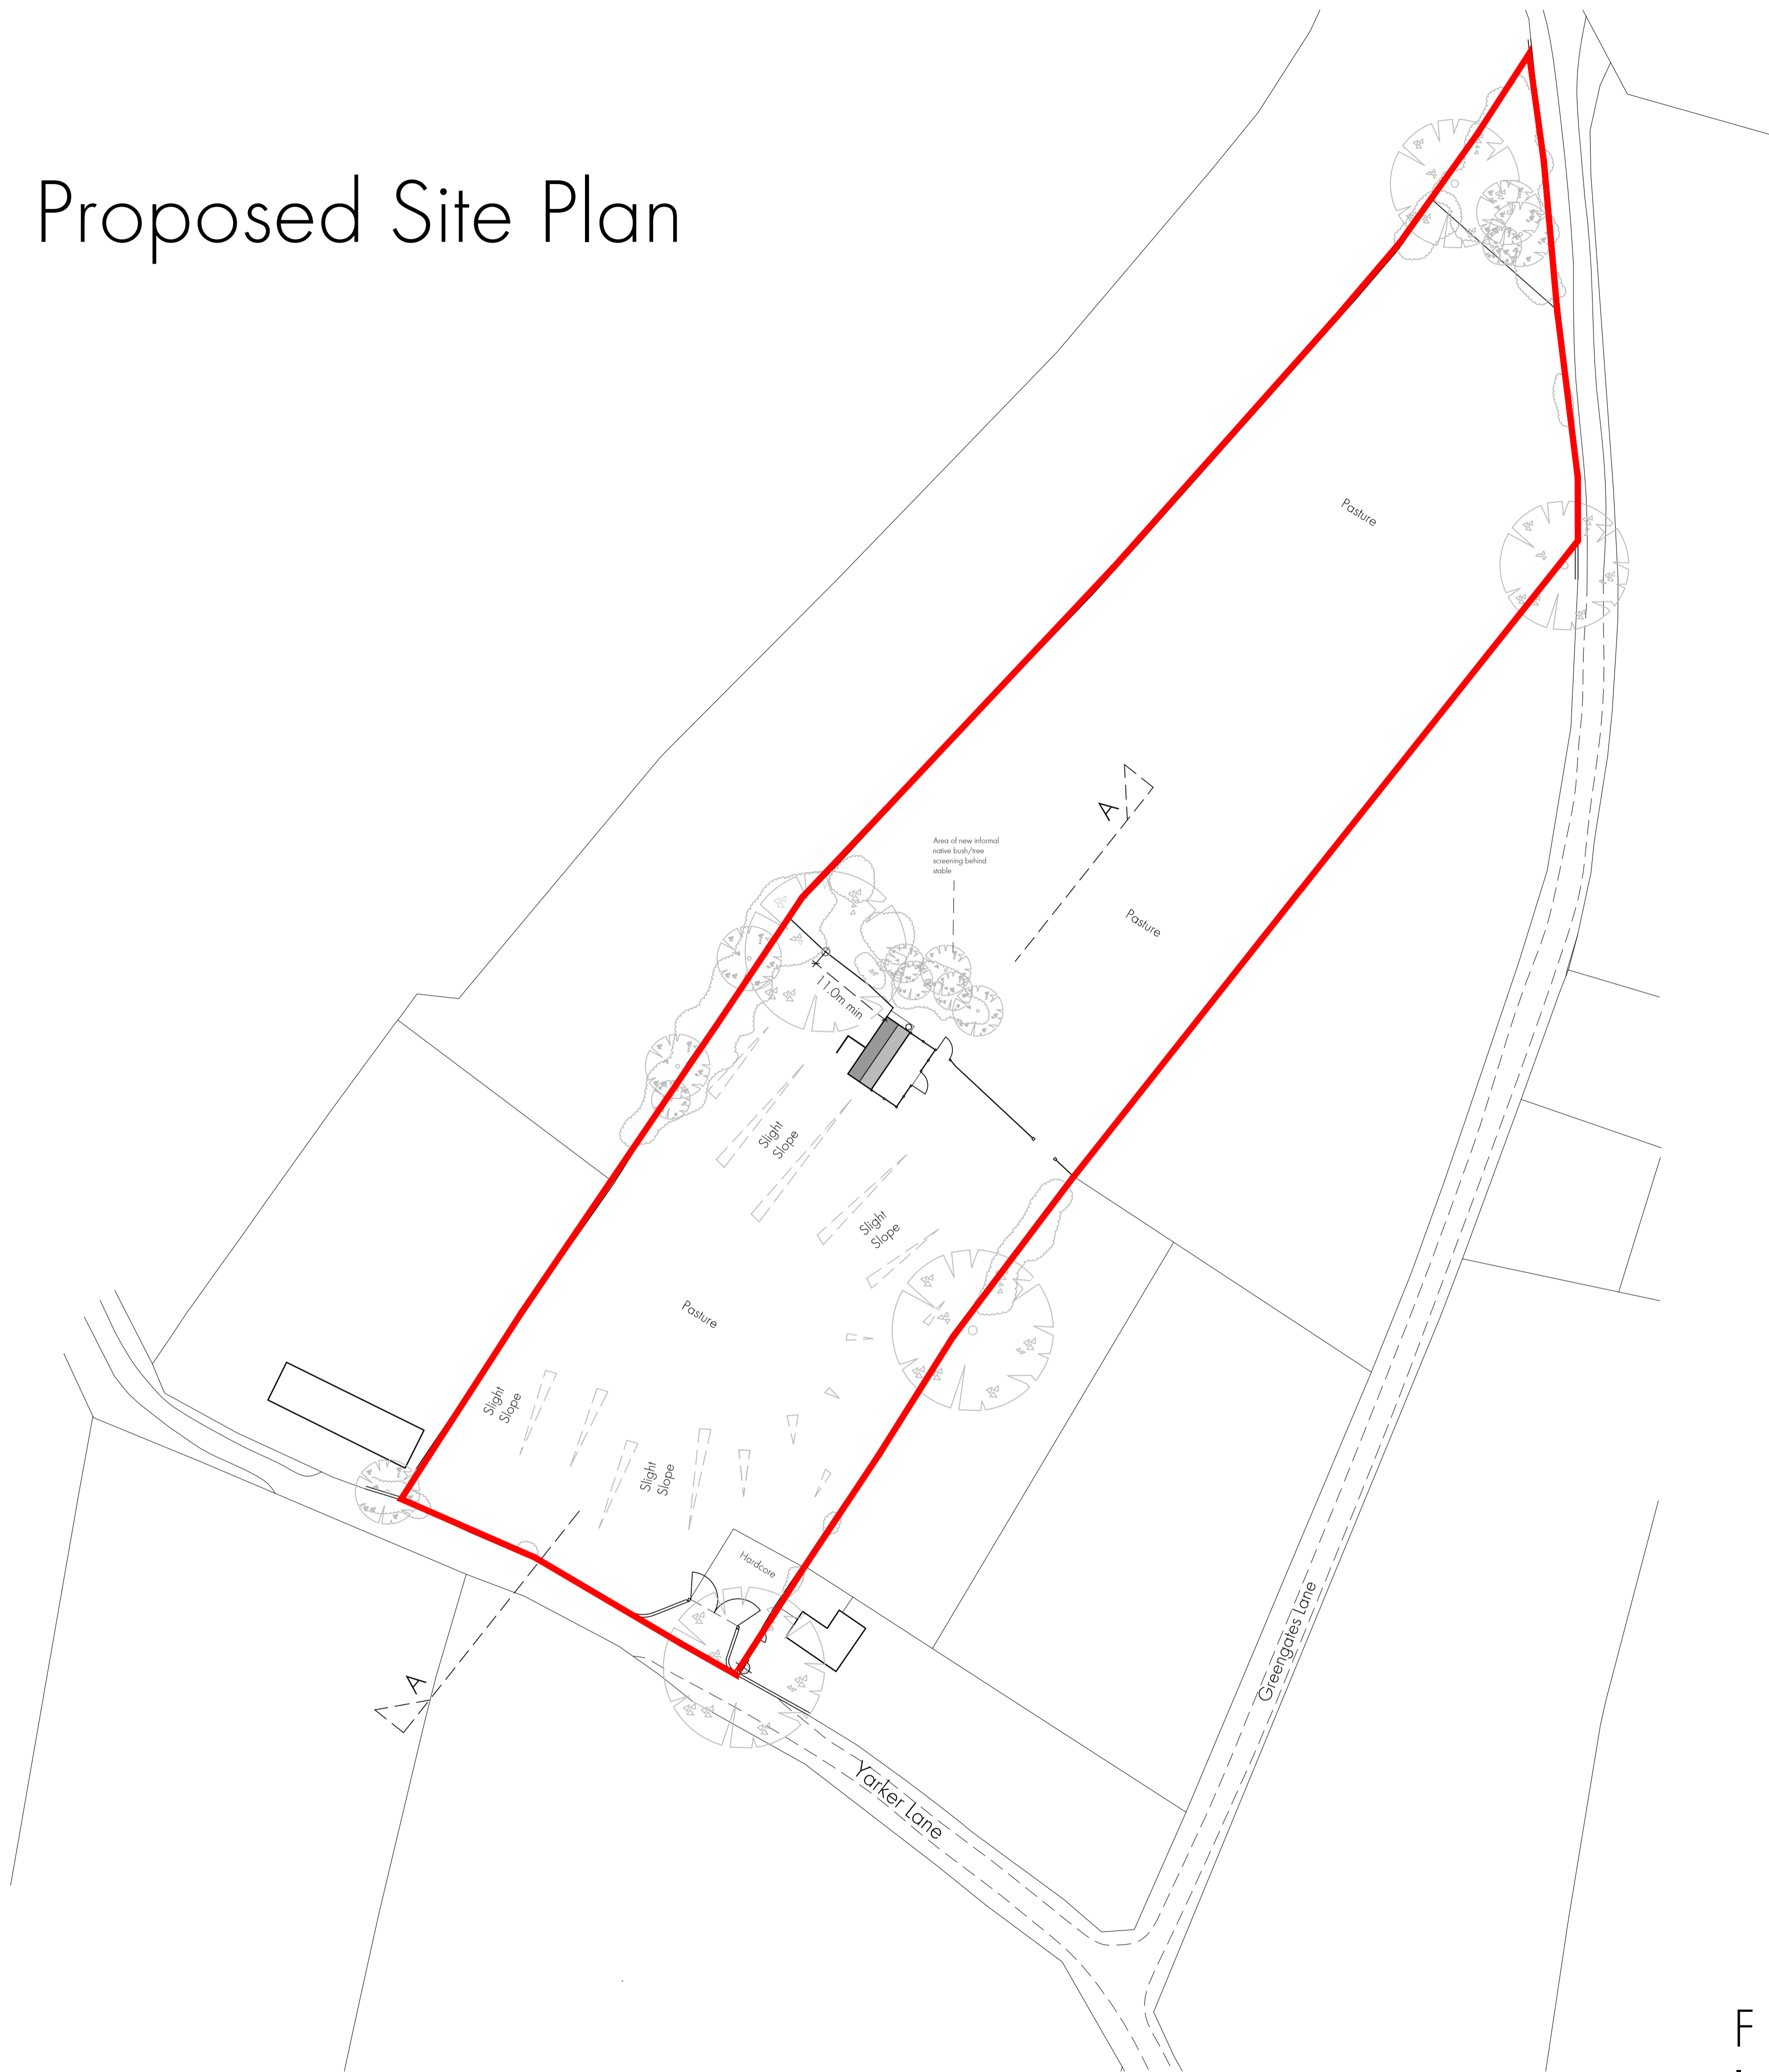 Proposed Site Plan
Pasture
A
Area of new informal
native bush/tree
screening behind
stable
Pasture
11.0m min
Slight
Slope
Slight
Slope
Pasture
Slight
Slope
Slight
Slope
Hardcore
A
Greengates Lane
Yarker Lane
F